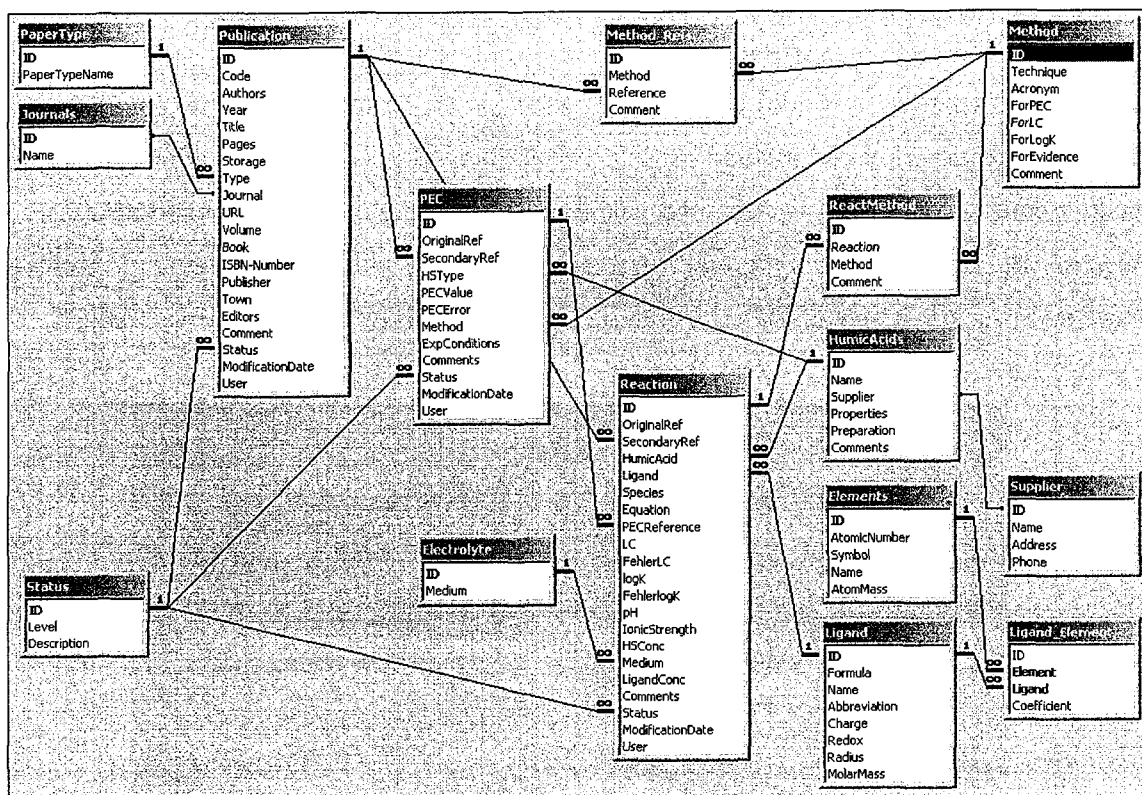 PaperType
ID
PaperTypeName
Journals
ID
Name
Publication
ID
Code
Authors
Year
Title
Pages
Storage
Type
Journal
URL
Volume
Book
ISBN-Number
Publisher
Town
Editors
Comment
Status
ModificationDate
User
Method_Refs
ID
Method
Reference
Comment
Method
ID
Technique
Acronym
ForPEC
ForLC
ForLogK
ForEvidence
Comment
PEC
ID
OriginalRef
SecondaryRef
HSType
PECValue
PECError
Method
ExpConditions
Comments
Status
ModificationDate
User
ReactMethod
ID
Reaction
Method
Comment
HumicAcids
ID
Name
Supplier
Properties
Preparation
Comments
Reaction
ID
OriginalRef
SecondaryRef
HumicAcid
Ligand
Species
Equation
PECReference
LC
FehlerLC
logK
FehlerlogK
pH
IonicStrength
HSConc
Medium
LigandConc
Comments
Status
ModificationDate
User
Elements
ID
AtomicNumber
Symbol
Name
AtomMass
Supplier
ID
Name
Address
Phone
Electrolyte
ID
Medium
Status
ID
Level
Description
Ligand
ID
Formula
Name
Abbreviation
Charge
Redox
Radius
MolarMass
Ligand_Element
ID
Element
Ligand
Coefficient